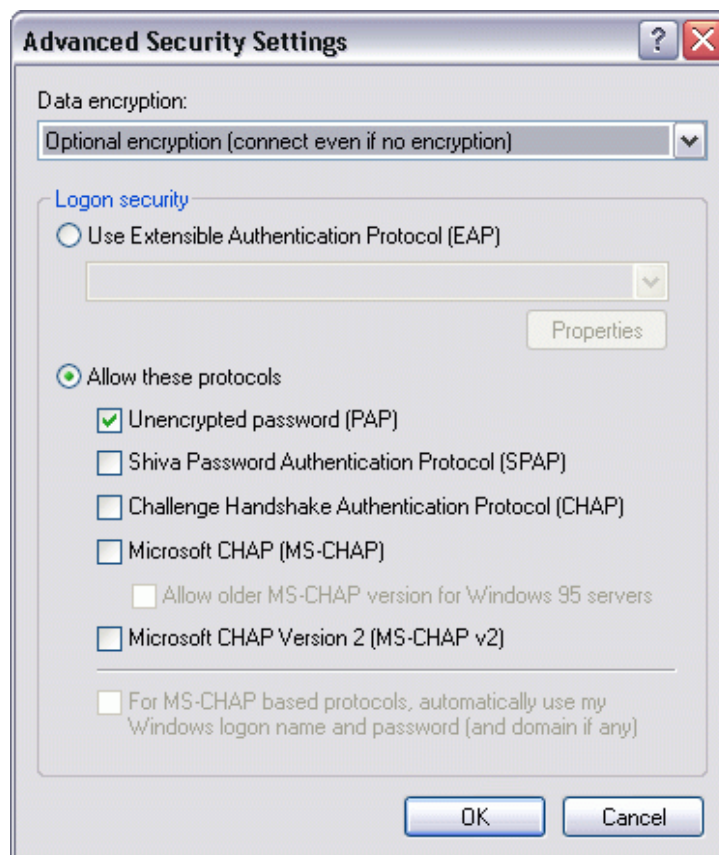 Advanced Security Settings
?
Data encryption:
Optional encryption (connect even if no encryption)
Logon security
Use Extensible Authentication Protocol (EAP)
Properties
Allow these protocols
Unencrypted password (PAP)
Shiva Password Authentication Protocol (SPAP)
Challenge Handshake Authentication Protocol (CHAP)
Microsoft CHAP (MS-CHAP)
Allow older MS-CHAP version for Windows 95 servers
Microsoft CHAP Version 2 (MS-CHAP v2)
For MS-CHAP based protocols, automatically use my
Windows logon name and password (and domain if any)
OK
Cancel